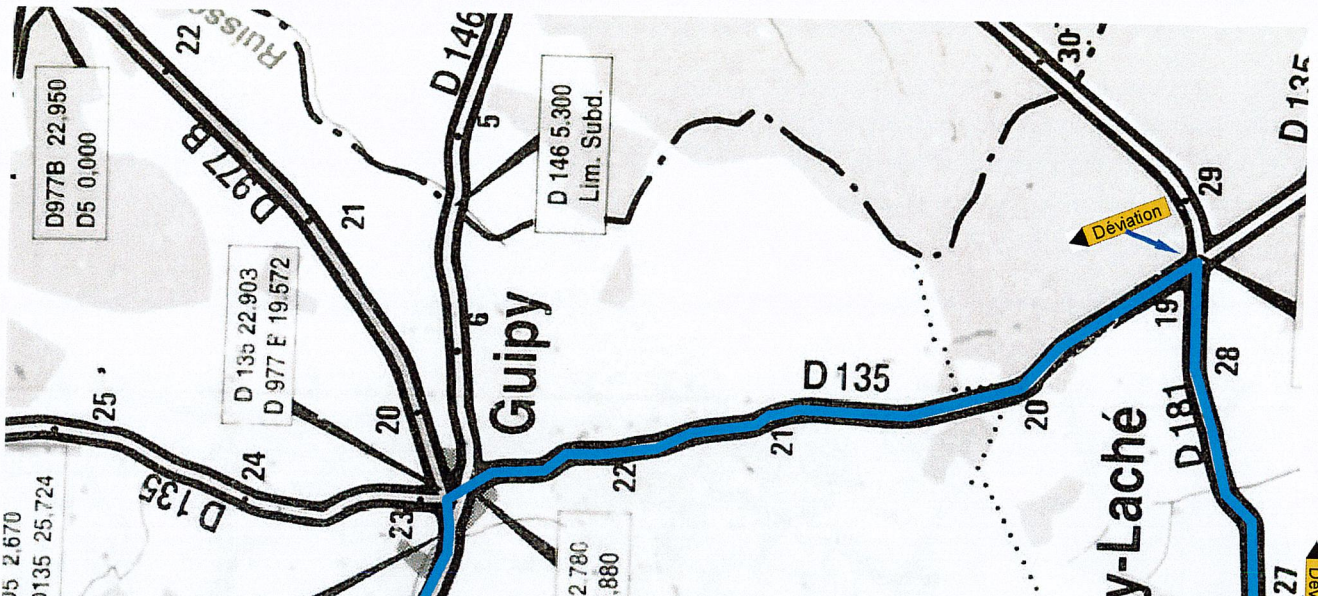 22
Ruiss
D 146
30
D 135
D977B 22,950
D5 0,000
5
D 146 5.300
Lim. Subd.
D 977 B
21
29
Déviation
D 135 22.903
D 977 B 19.572
6
Guipy
19
28
D 135
25
20
20
D 181
24
21
22
D 135
23
y-Laché
2,670
D135 25,724
2.780
,880
27
Dév